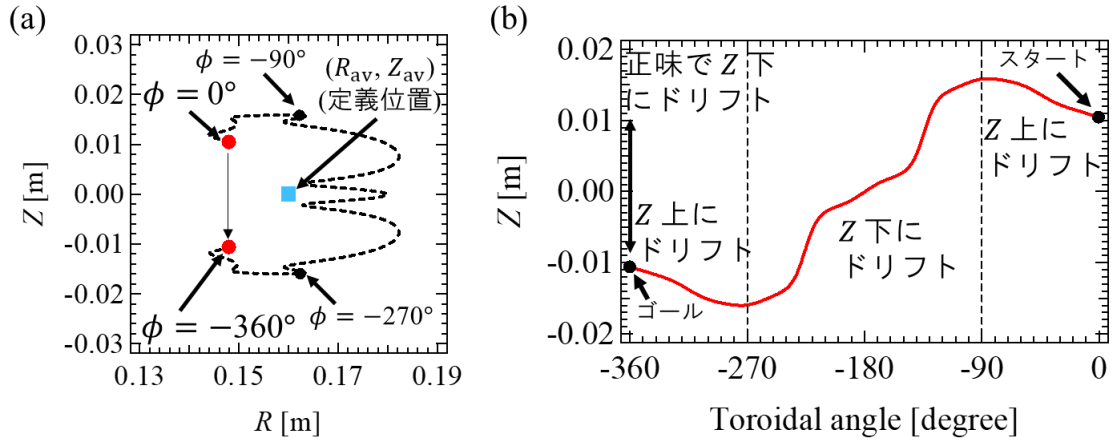 (a)
0.03
0.02
0.01
0.00
-0.01
-0.02
-0.03
Z [m]
0.13
0.15
0.17
0.19
R [m]
ϕ = −90°
ϕ = 0°
(R_av, Z_av)
(定義位置)
ϕ = −360°
ϕ = −270°
(b)
0.02
0.01
0.00
-0.01
-0.02
Z [m]
-360
-270
-180
-90
0
Toroidal angle [degree]
正味で Z 下
にドリフト
スタート
Z 上に
ドリフト
Z 上に
ドリフト
Z 下に
ドリフト
ゴール